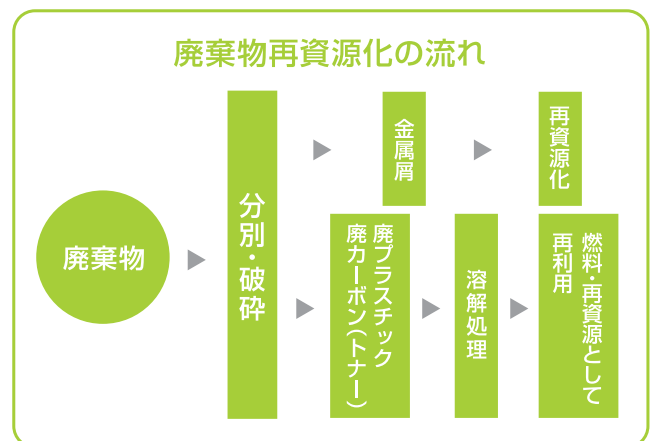 廃棄物再資源化の流れ
廃棄物
分別・破砕
金属屑
再資源化
廃プラスチック
廃カーボン(トナー)
溶解処理
燃料・再資源として
再利用